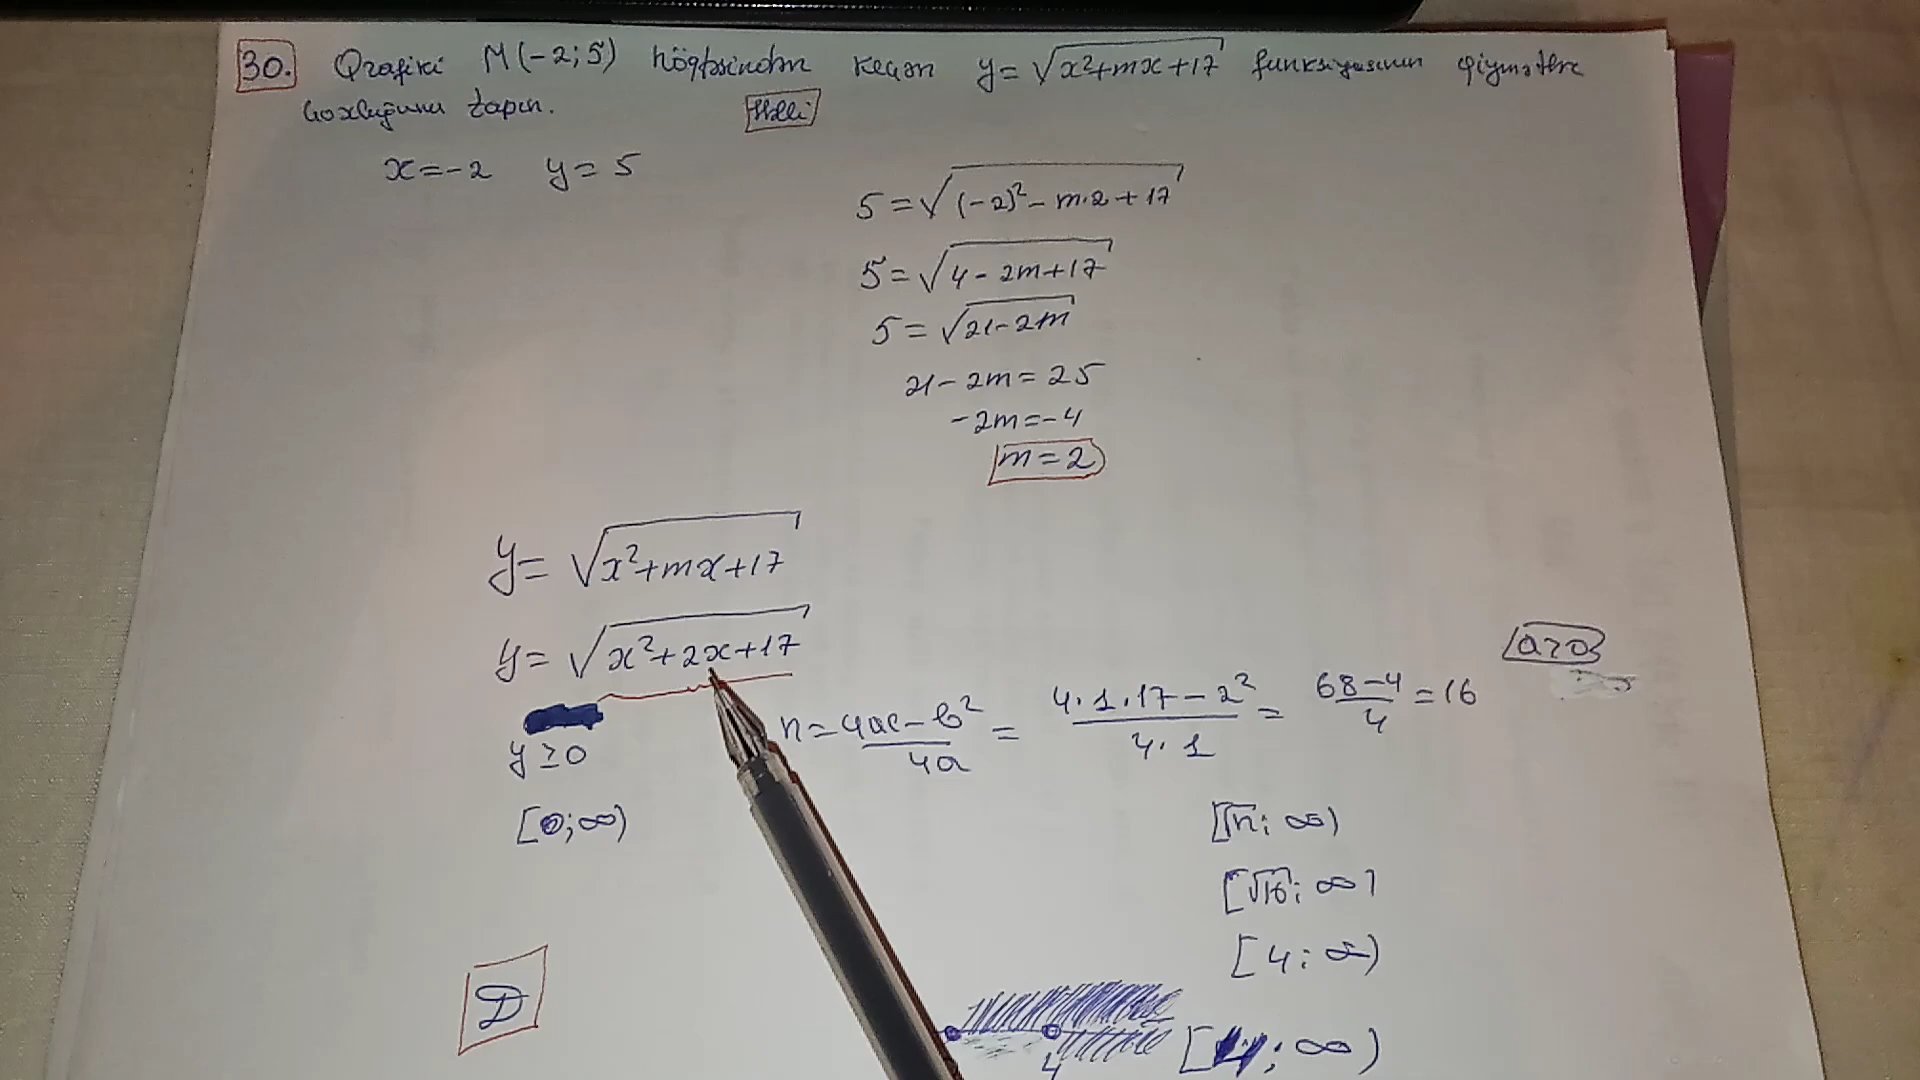 30. Qrafiki M(-2; 5) nöqtəsindən keçən y = √(x²+mx+17) funksiyasının qiymətlər
çoxluğunu tapın. Həlli
x = -2 y = 5
5 = √((-2)² - m·2 + 17)
5 = √(4 - 2m + 17)
5 = √(21 - 2m)
21 - 2m = 25
-2m = -4
m = 2
y = √(x²+mx+17)
y = √(x²+2x+17)
a>0
n = (4ac - b²)/(4a) = (4·1·17 - 2²)/(4·1) = (68-4)/4 = 16
y ≥ 0
[0; ∞)
[√n; ∞)
[√16; ∞)
[4; ∞)
D
4
[4; ∞)